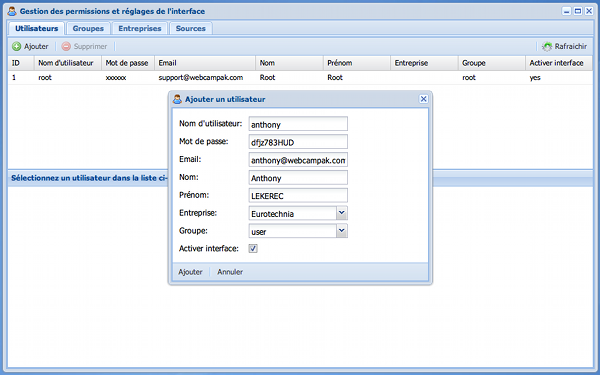 Gestion des permissions et réglages de l'interface
Utilisateurs Groupes Entreprises Sources
Ajouter Supprimer Rafraichir
ID Nom d'utilisateur Mot de passe Email Nom Prénom Entreprise Groupe Activer interface
1 root xxxxxx support@webcampak.com Root Root root yes
Ajouter un utilisateur
Nom d'utilisateur: anthony
Mot de passe: dfjz783HUD
Email: anthony@webcampak.com
Nom: Anthony
Sélectionnez un utilisateur dans la liste ci-
Prénom: LEKEREC
Entreprise: Eurotechnia
Groupe: user
Activer interface:
Ajouter Annuler